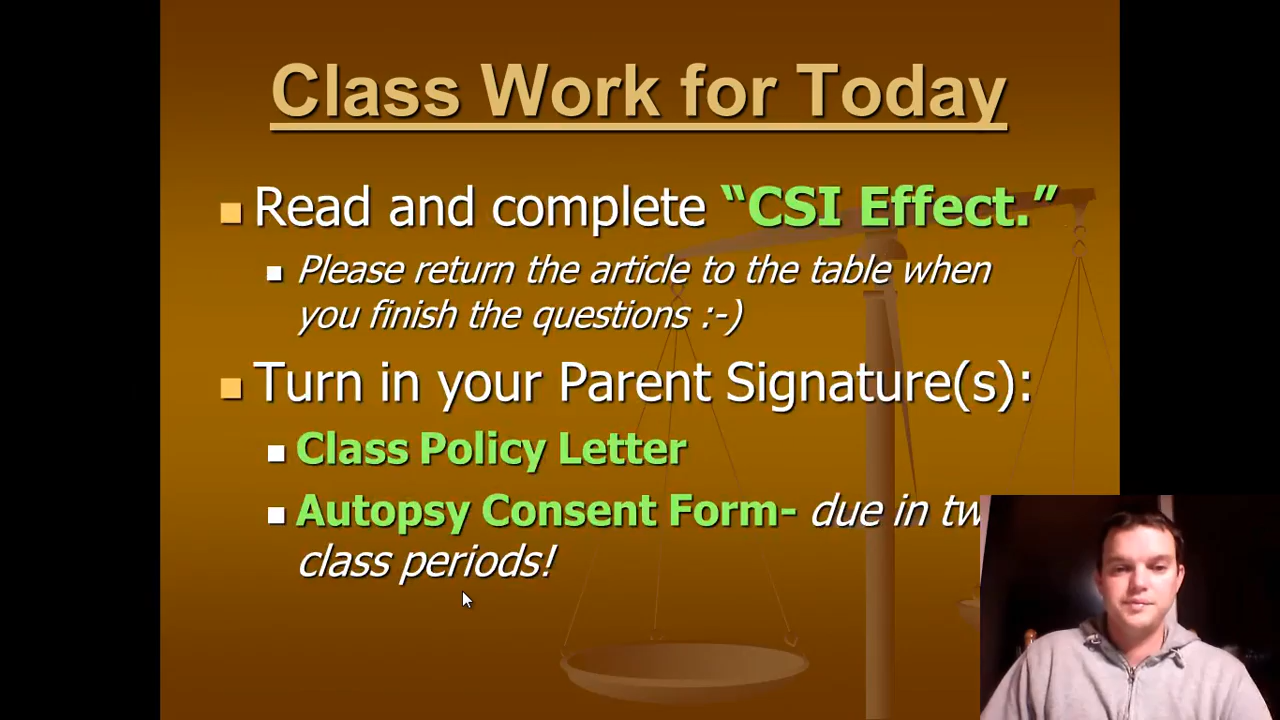 Class Work for Today
Read and complete “CSI Effect.”
Please return the article to the table when
you finish the questions :-)
Turn in your Parent Signature(s):
Class Policy Letter
Autopsy Consent Form- due in
class periods!